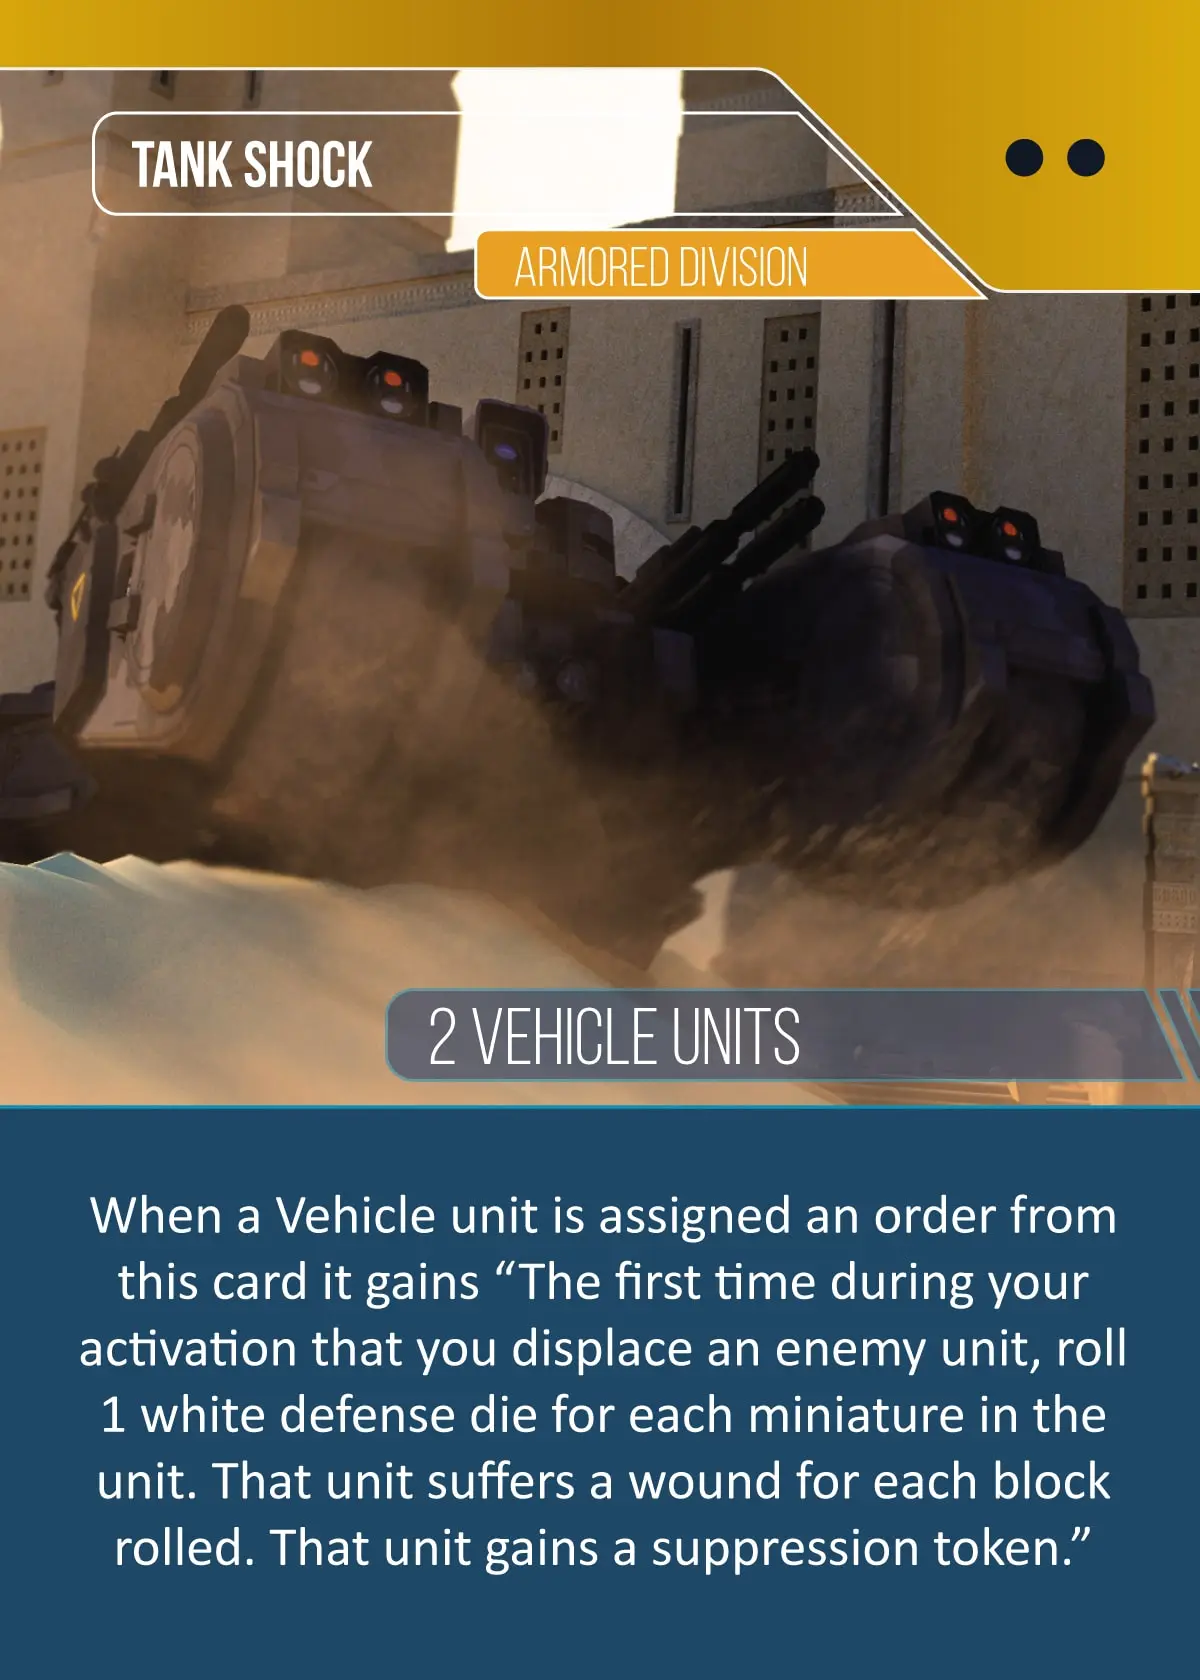 TANK SHOCK
ARMORED DIVISION
2 VEHICLE UNITS
When a Vehicle unit is assigned an order from
this card it gains “The first time during your
activation that you displace an enemy unit, roll
1 white defense die for each miniature in the
unit. That unit suffers a wound for each block
rolled. That unit gains a suppression token.”